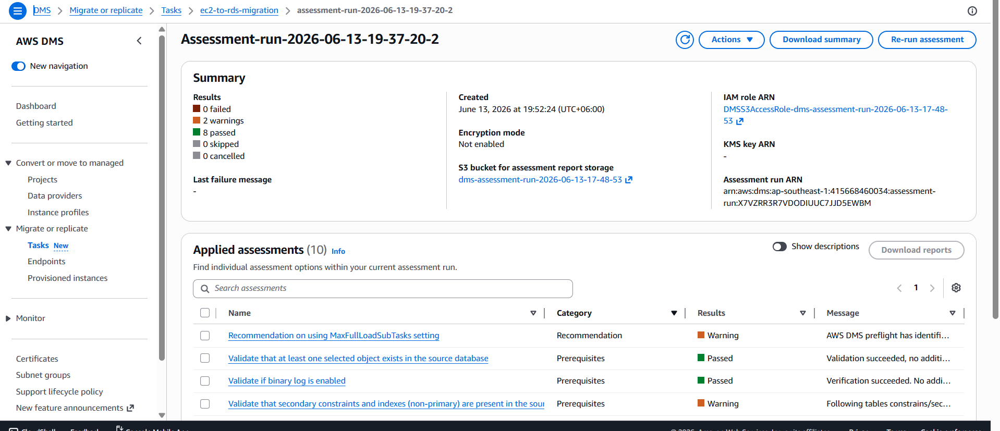 DMS > Migrate or replicate > Tasks > ec2-to-rds-migration > assessment-run-2026-06-13-19-37-20-2
AWS DMS
New navigation
Dashboard
Getting started
Convert or move to managed
Projects
Data providers
Instance profiles
Migrate or replicate
Tasks New
Endpoints
Provisioned instances
Monitor
Certificates
Subnet groups
Support lifecycle policy
New feature announcements
Assessment-run-2026-06-13-19-37-20-2
Actions
Download summary
Re-run assessment
Summary
Results
0 failed
2 warnings
8 passed
0 skipped
0 cancelled
Last failure message
-
Created
June 13, 2026 at 19:52:24 (UTC+06:00)
Encryption mode
Not enabled
S3 bucket for assessment report storage
dms-assessment-run-2026-06-13-17-48-53
IAM role ARN
DMSS3AccessRole-dms-assessment-run-2026-06-13-17-48-
53
KMS key ARN
-
Assessment run ARN
arn:aws:dms:ap-southeast-1:415668460034:assessment-
run:X7VZRR3R7VDODIUUC7JJD5EWBM
Applied assessments (10) Info
Show descriptions
Download reports
Find individual assessment options within your current assessment run.
Search assessments
1
Name Category Results Message
Recommendation on using MaxFullLoadSubTasks setting Recommendation Warning AWS DMS preflight has identifi...
Validate that at least one selected object exists in the source database Prerequisites Passed Validation succeeded, no additi...
Validate if binary log is enabled Prerequisites Passed Verification succeeded. No addi...
Validate that secondary constraints and indexes (non-primary) are present in the sour Prerequisites Warning Following tables constrains/sec...